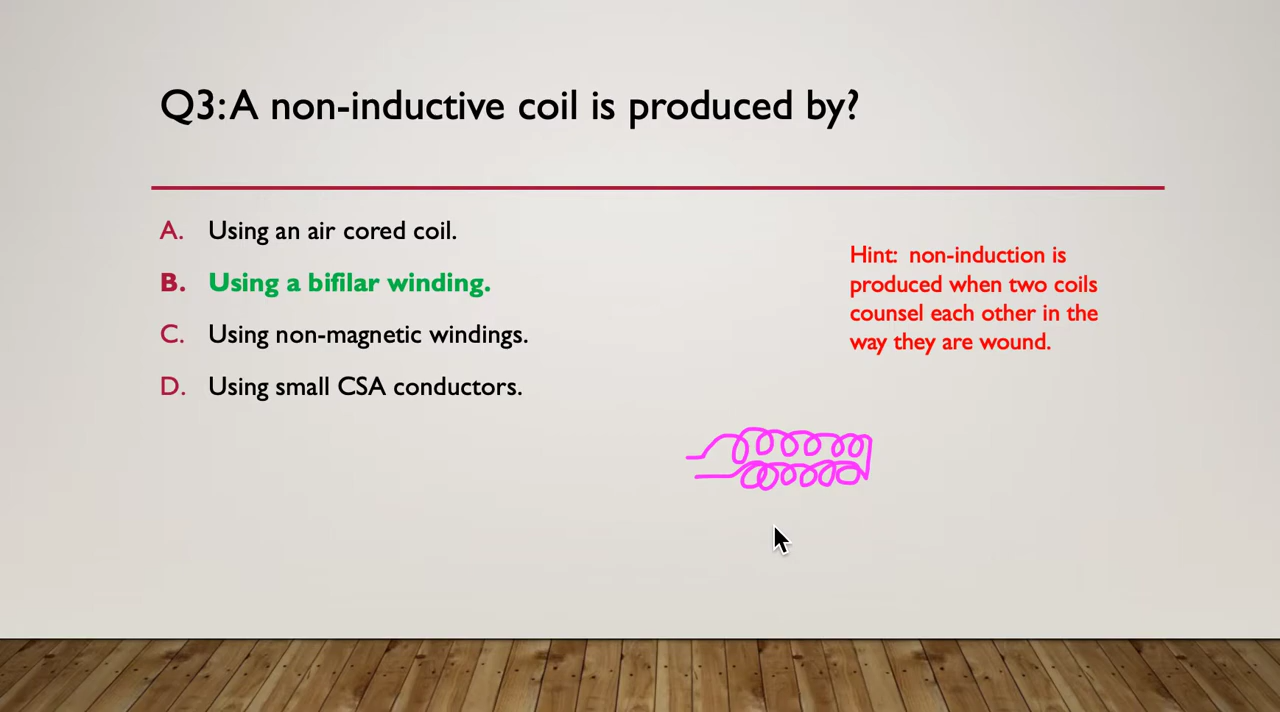 Q3: A non-inductive coil is produced by?
A. Using an air cored coil.
B. Using a bifilar winding.
C. Using non-magnetic windings.
D. Using small CSA conductors.
Hint: non-induction is
produced when two coils
counsel each other in the
way they are wound.